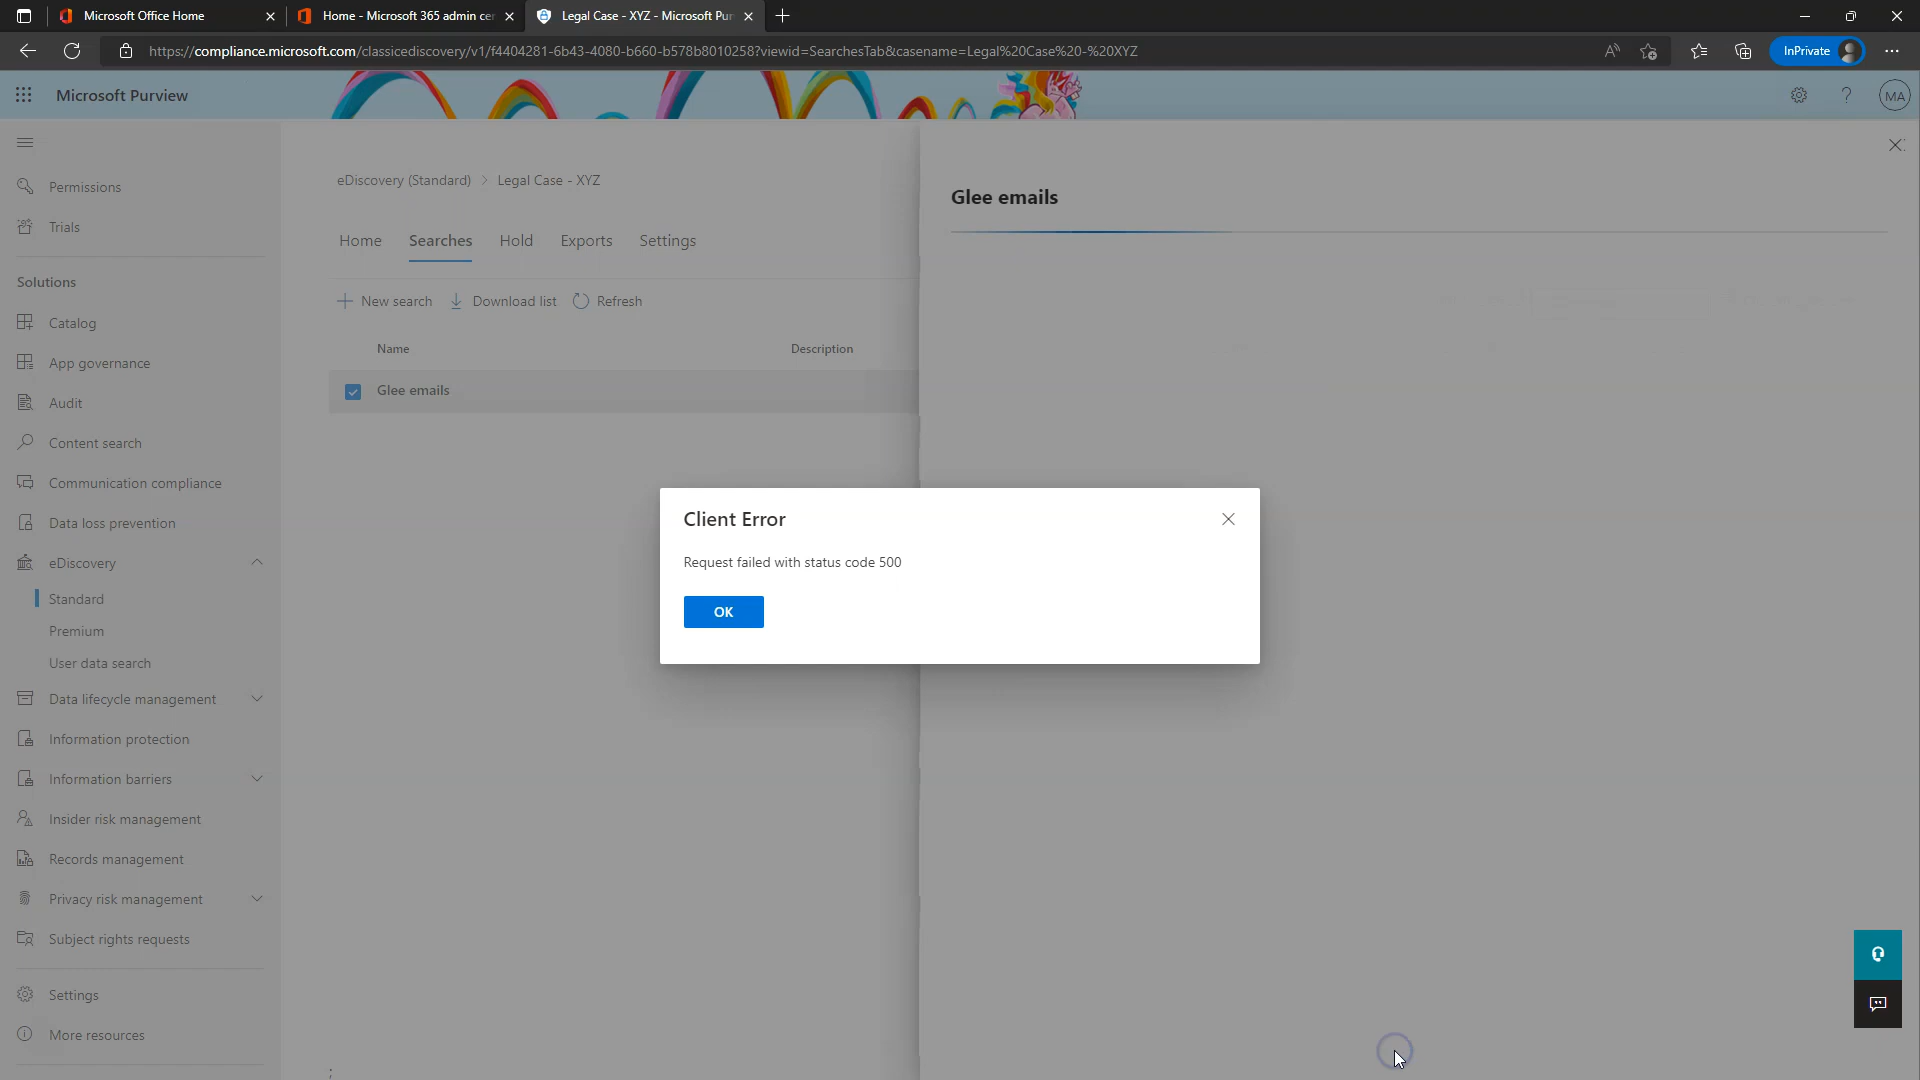 Microsoft Office Home
Home - Microsoft 365 admin cer
Legal Case - XYZ - Microsoft Pur
https://compliance.microsoft.com/classicediscovery/v1/f4404281-6b43-4080-b660-b578b8010258?viewid=SearchesTab&casename=Legal%20Case%20-%20XYZ
InPrivate
Microsoft Purview
MA
Permissions
Trials
Solutions
Catalog
App governance
Audit
Content search
Communication compliance
Data loss prevention
eDiscovery
Standard
Premium
User data search
Data lifecycle management
Information protection
Information barriers
Insider risk management
Records management
Privacy risk management
Subject rights requests
Settings
More resources
eDiscovery (Standard) > Legal Case - XYZ
Home Searches Hold Exports Settings
New search Download list Refresh
Name Description
Glee emails
Glee emails
Client Error
Request failed with status code 500
OK
;